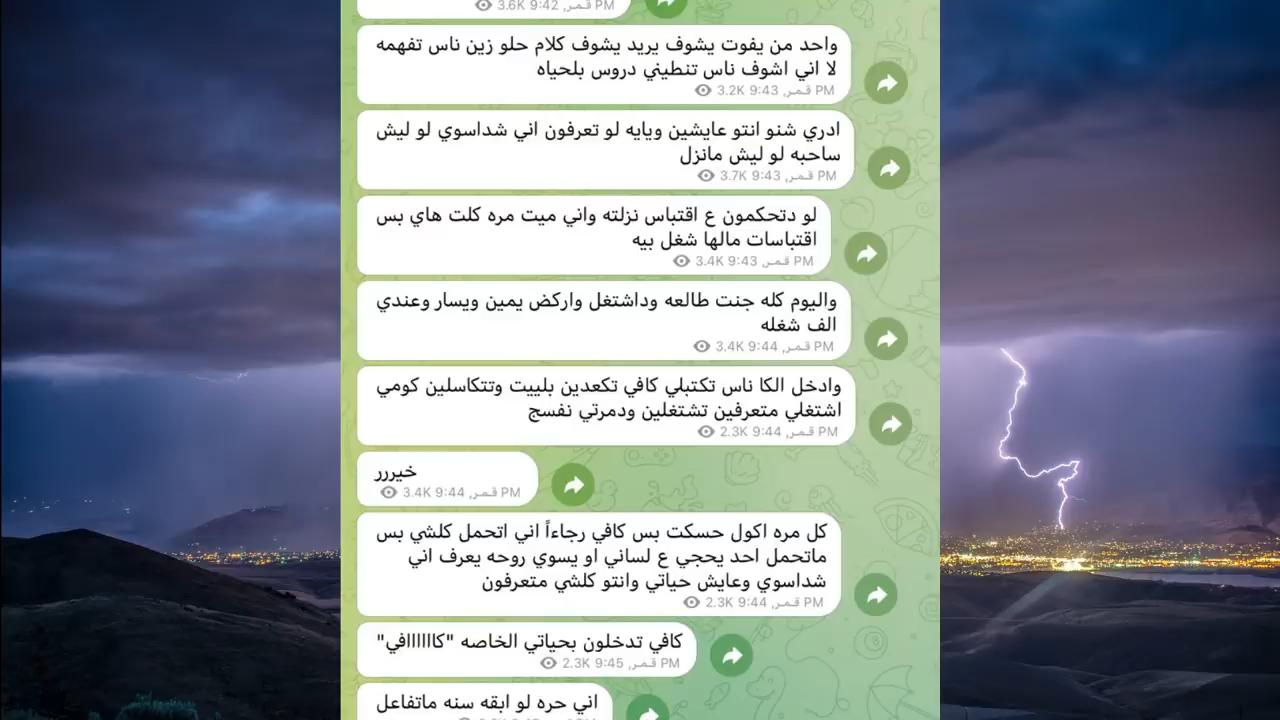 3.6K 9:42 PM قمر,
واحد من يفوت يشوف يريد يشوف كلام حلو زين ناس تفهمه
لا اني اشوف ناس تنطيني دروس بلحياه
3.2K 9:43 PM قمر,
ادري شنو انتو عايشين ويايه لو تعرفون اني شداسوي لو ليش
ساحبه لو ليش مانزل
3.7K 9:43 PM قمر,
لو دتحكمون ع اقتباس نزلته واني ميت مره كلت هاي بس
اقتباسات مالها شغل بيه
3.4K 9:43 PM قمر,
واليوم كله جنت طالعه وداشتغل واركض يمين ويسار وعندي
الف شغله
3.4K 9:44 PM قمر,
وادخل الكا ناس تكتبلي كافي تكعدين بلييت وتتكاسلين كومي
اشتغلي متعرفين تشتغلين ودمرتي نفسج
2.3K 9:44 PM قمر,
خيررر
3.4K 9:44 PM قمر,
كل مره اكول حسكت بس كافي رجاءاً اني اتحمل كلشي بس
ماتحمل احد يحجي ع لساني او يسوي روحه يعرف اني
شداسوي وعايش حياتي وانتو كلشي متعرفون
2.3K 9:44 PM قمر,
كافي تدخلون بحياتي الخاصه "كاااااافي"
2.3K 9:45 PM قمر,
اني حره لو ابقه سنه ماتفاعل